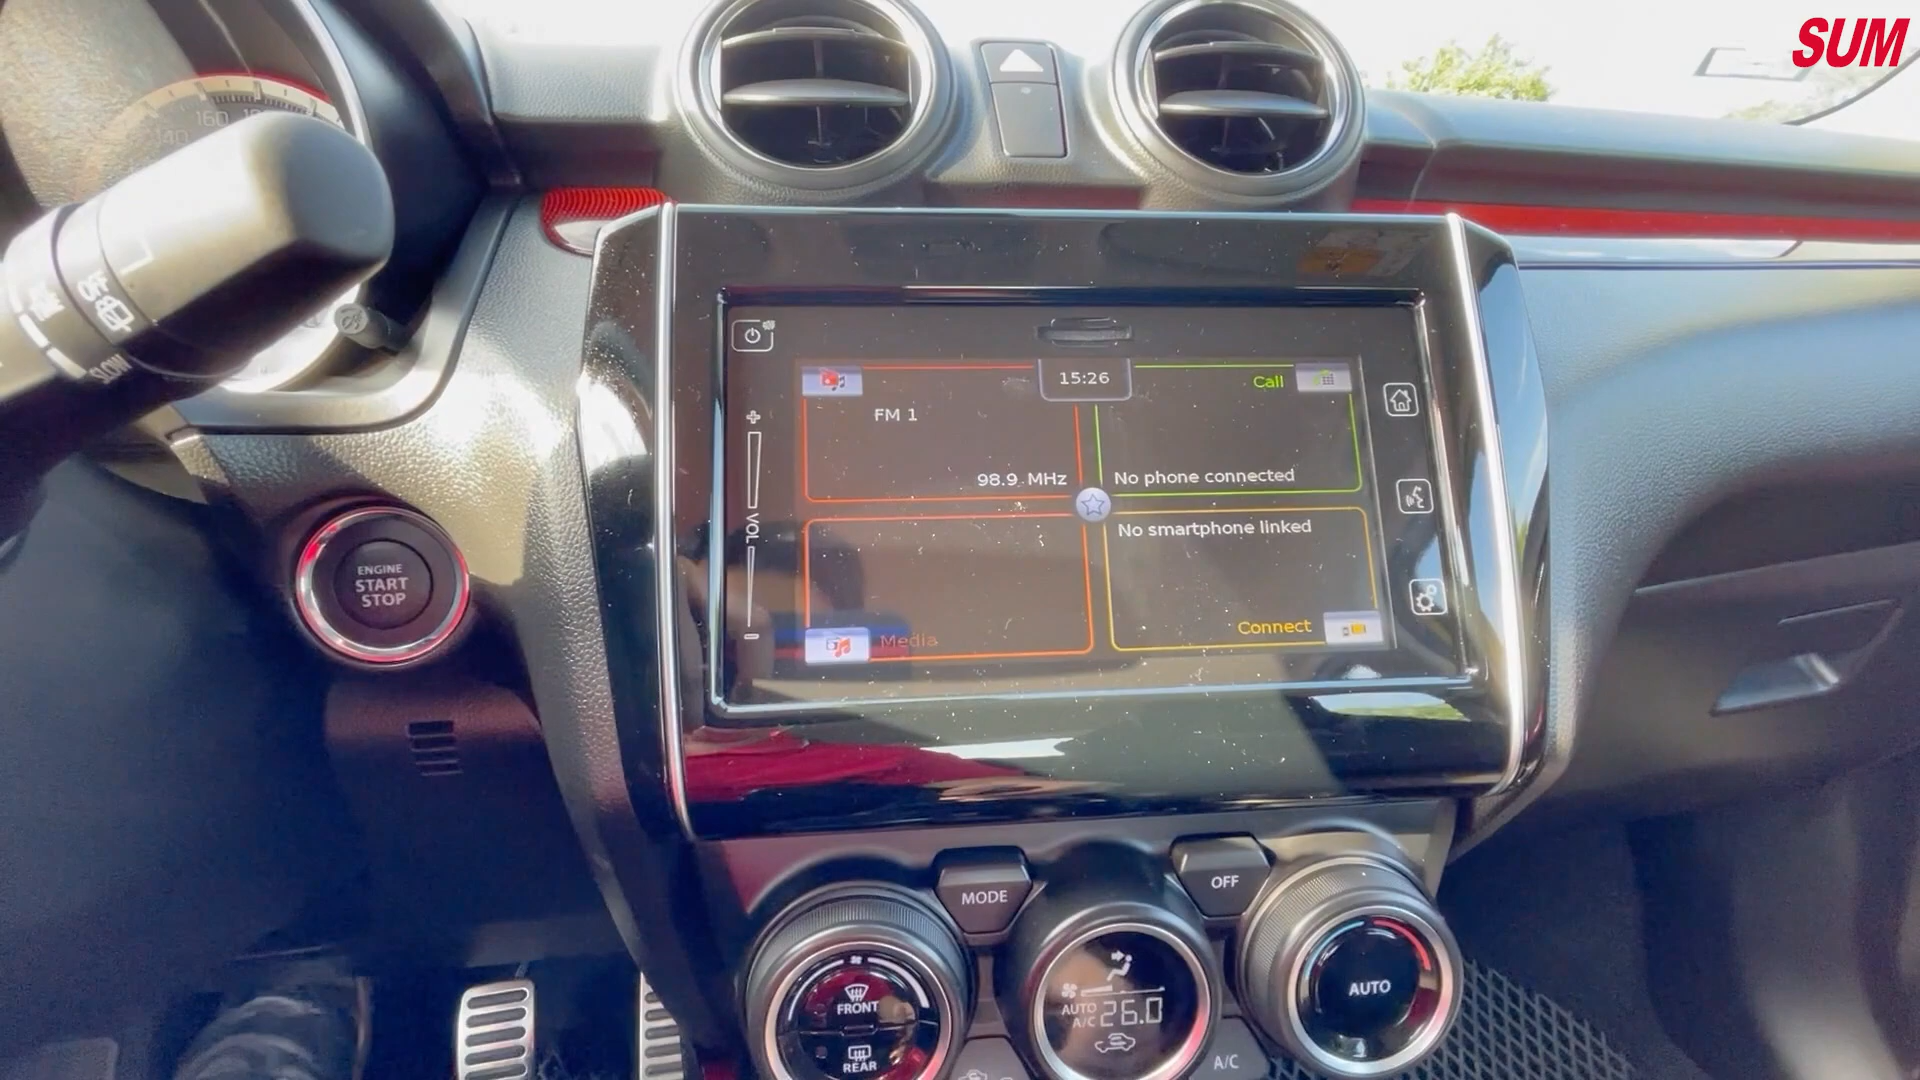 SUM
160
140
SLOW
15:26
Call
FM 1
98.9 MHz
No phone connected
No smartphone linked
VOL
ENGINE
START
STOP
Media
Connect
MODE
OFF
FRONT
REAR
AUTO
A/C
26.0
AUTO
A/C